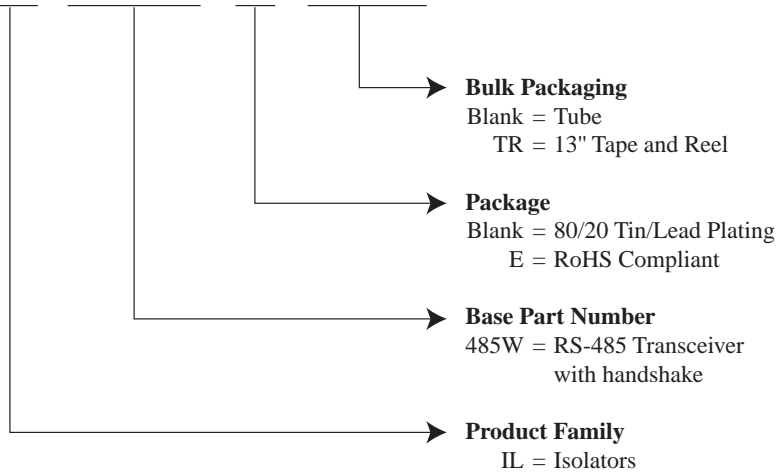 Bulk Packaging
Blank = Tube
TR = 13" Tape and Reel
Package
Blank = 80/20 Tin/Lead Plating
E = RoHS Compliant
Base Part Number
485W = RS-485 Transceiver
with handshake
Product Family
IL = Isolators